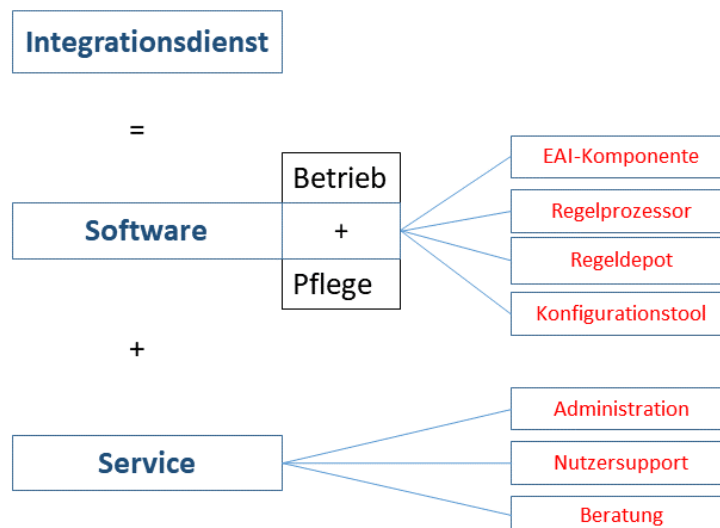 Integrationsdienst
=
Betrieb
Software
+
Pflege
EAI-Komponente
Regelprozessor
Regeldepot
Konfigurationstool
+
Service
Administration
Nutzersupport
Beratung